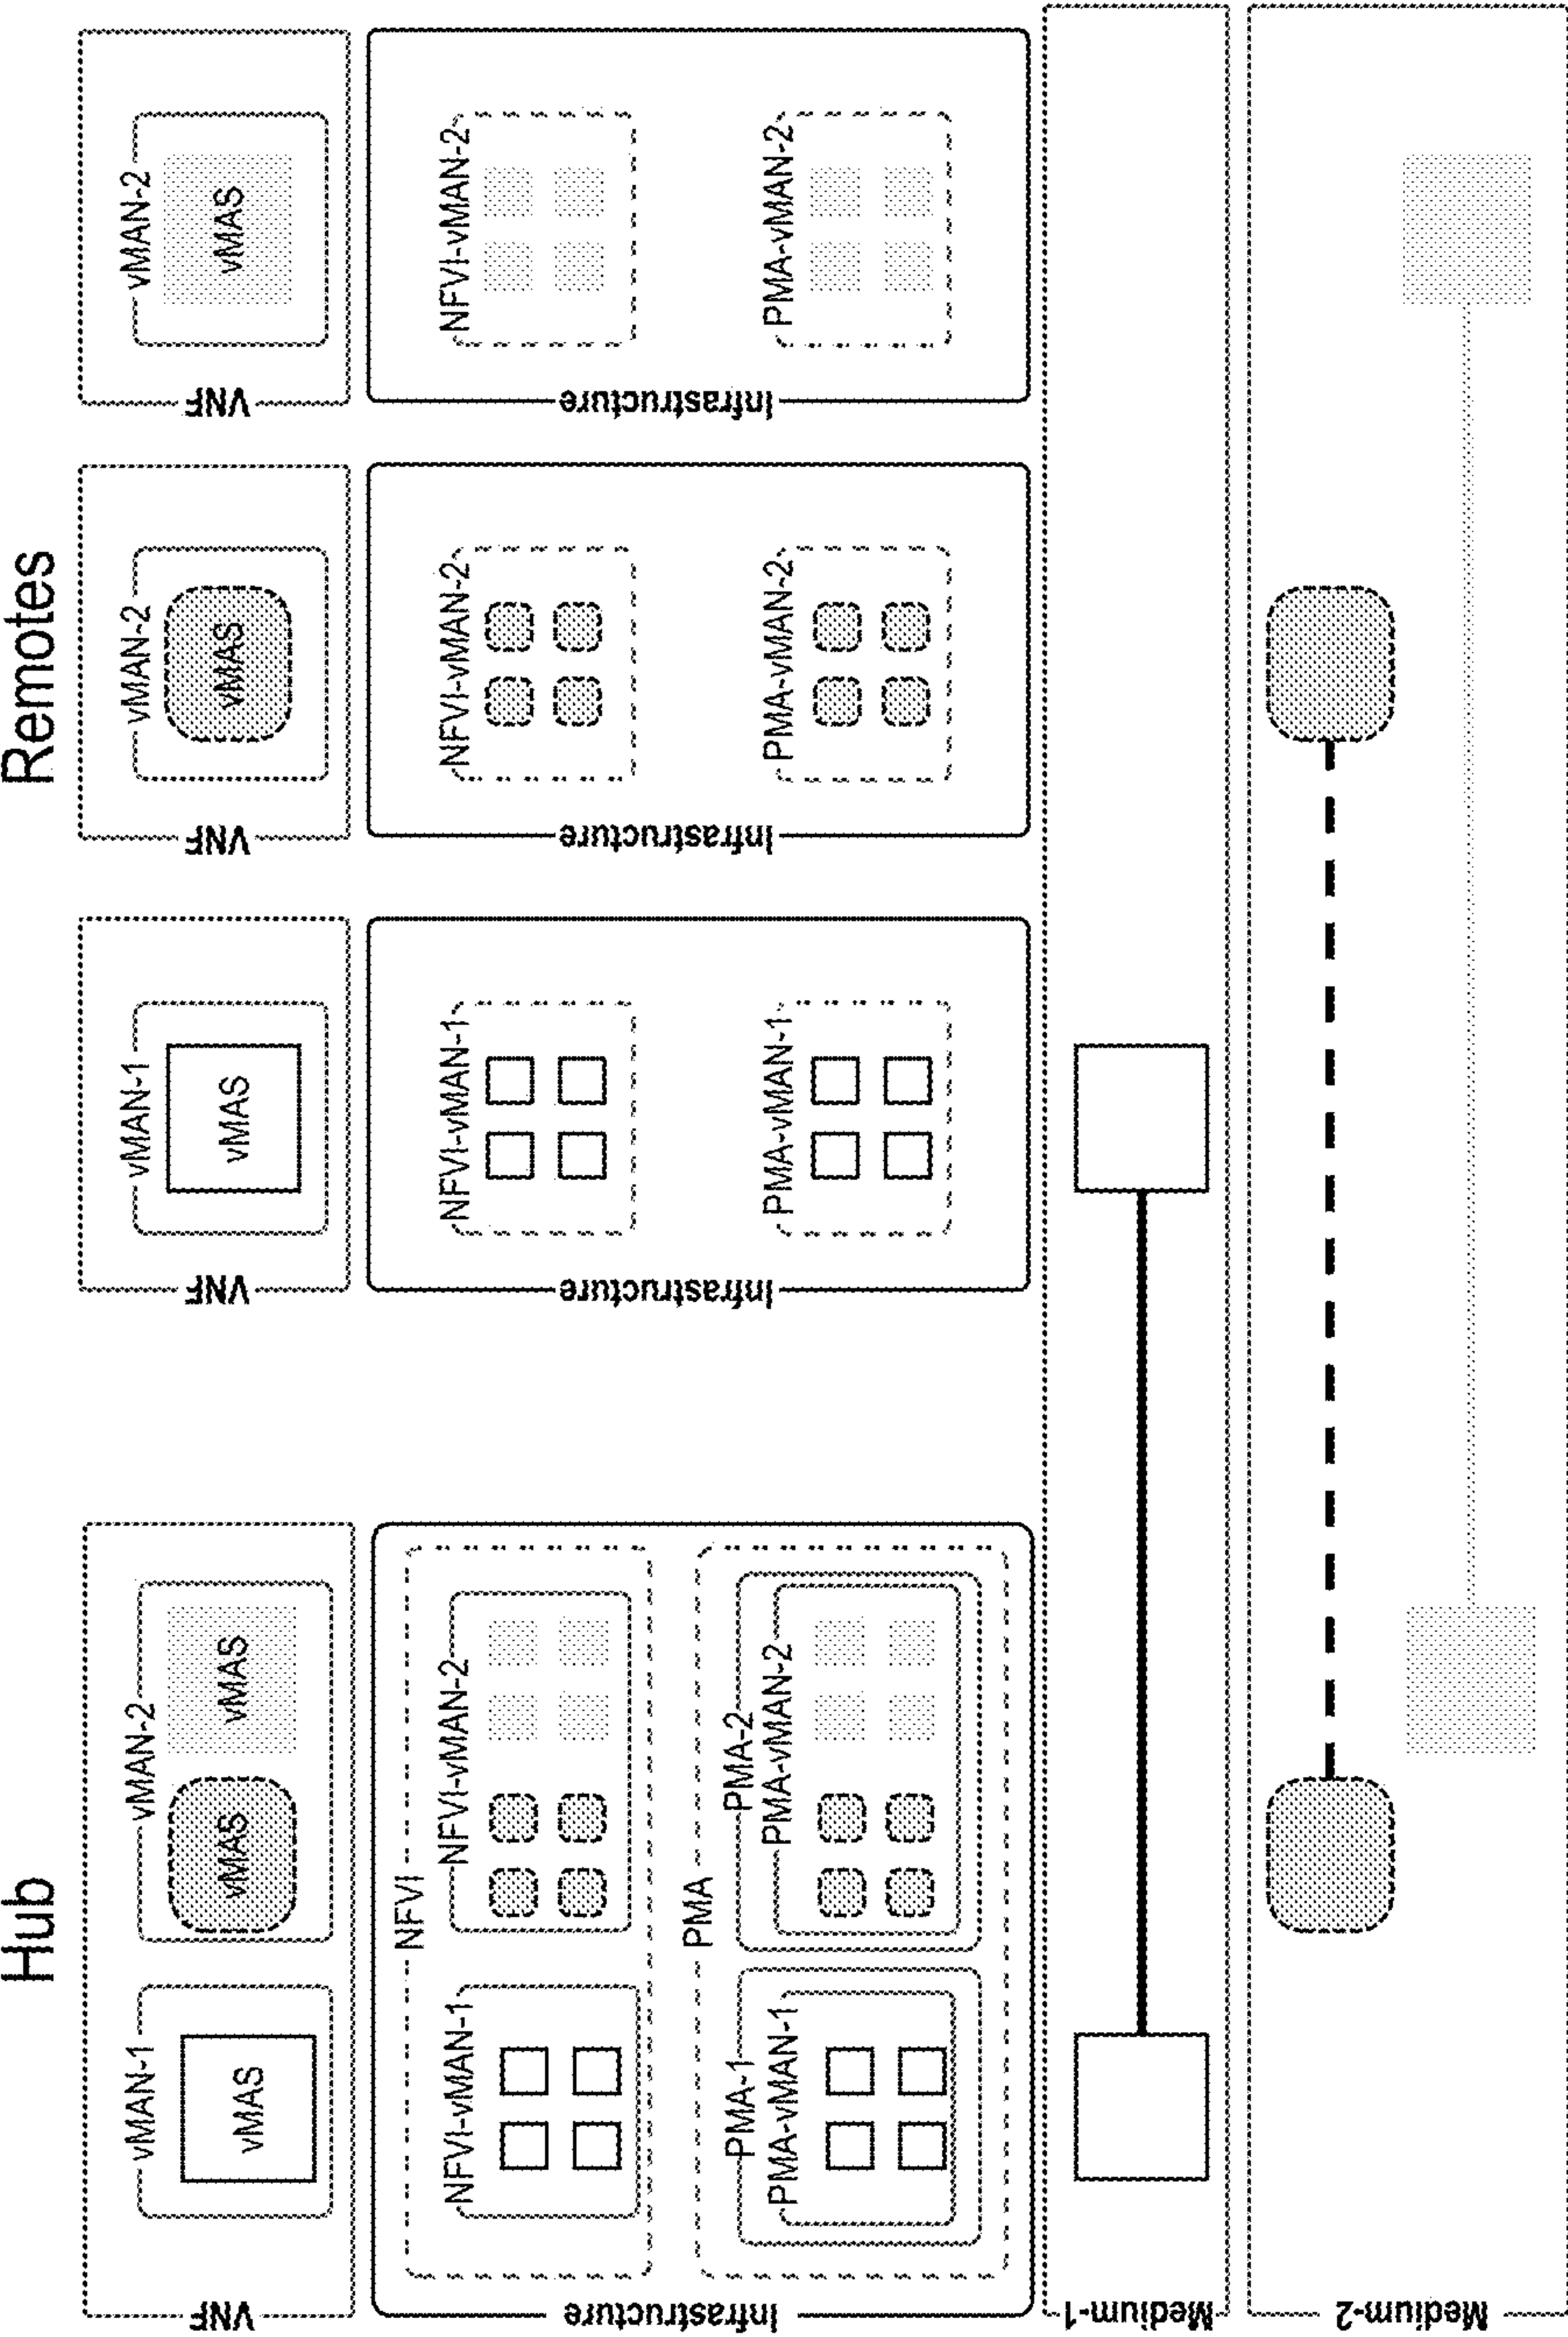 Hub
Remotes
VNF
vMAN-1
vMAS
vMAN-2
vMAS
vMAS
VNF
vMAN-1
vMAS
VNF
vMAN-2
vMAS
VNF
vMAN-2
vMAS
Infrastructure
NFVI
NFVI-vMAN-1
NFVI-vMAN-2
PMA
PMA-1
PMA-vMAN-1
PMA-2
PMA-vMAN-2
Infrastructure
NFVI-vMAN-1
PMA-vMAN-1
Infrastructure
NFVI-vMAN-2
PMA-vMAN-2
Infrastructure
NFVI-vMAN-2
PMA-vMAN-2
Medium-1
Medium-2